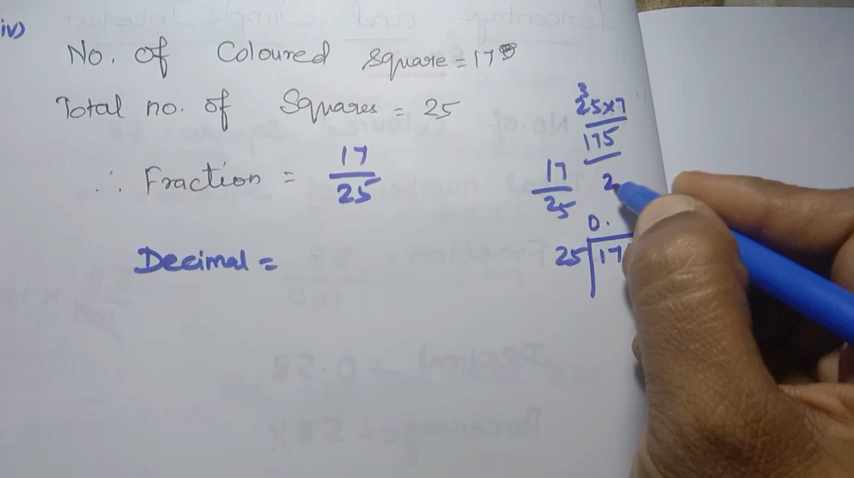 iv)
No. of Coloured square = 17
Total no. of Squares = 25
∴ Fraction = 17/25
Decimal =
25×7
175
2
17/25
0.
25 17